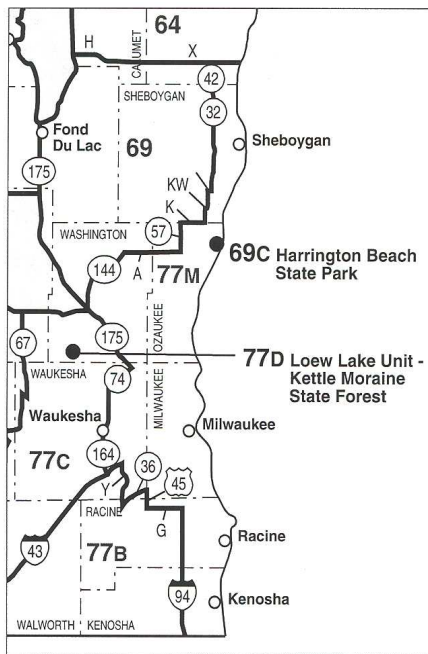 64
H
X
CALUMET
42
SHEBOYGAN
32
Fond
Du Lac
69
Sheboygan
175
KW
K
WASHINGTON
57
69C Harrington Beach
State Park
144
A
77M
OZAUKEE
67
175
77D Loew Lake Unit -
Kettle Moraine
State Forest
WAUKESHA
74
MILWAUKEE
Waukesha
Milwaukee
77C
164
36
45
Y
RACINE
G
Racine
43
77B
94
Kenosha
WALWORTH
KENOSHA